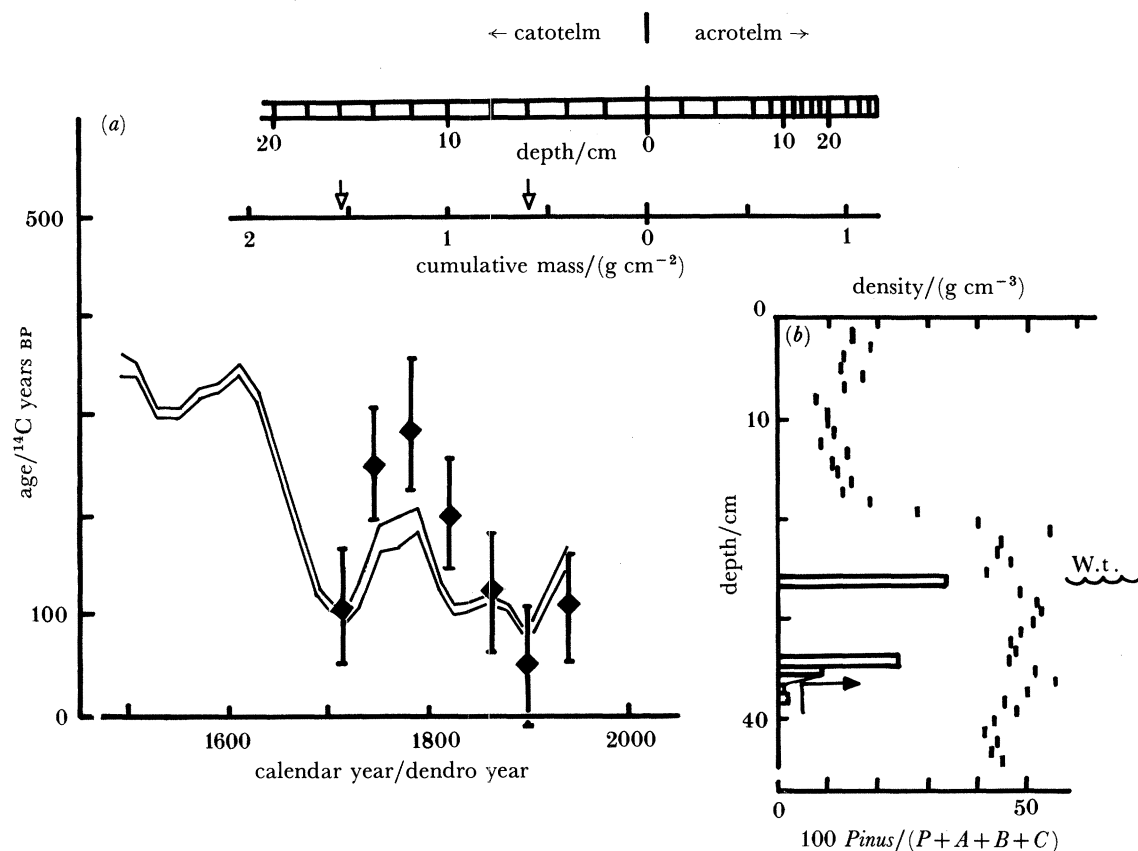 ← catotelm acrotelm →
(a)
20 10 0 10 20
depth/cm
500
2 1 0 1
cumulative mass/(g cm⁻²)
density/(g cm⁻³)
0
(b)
10
age/¹⁴C years BP
depth/cm
W.t.
100
40
0
1600 1800 2000
calendar year/dendro year
0 50
100 Pinus/(P+A+B+C)